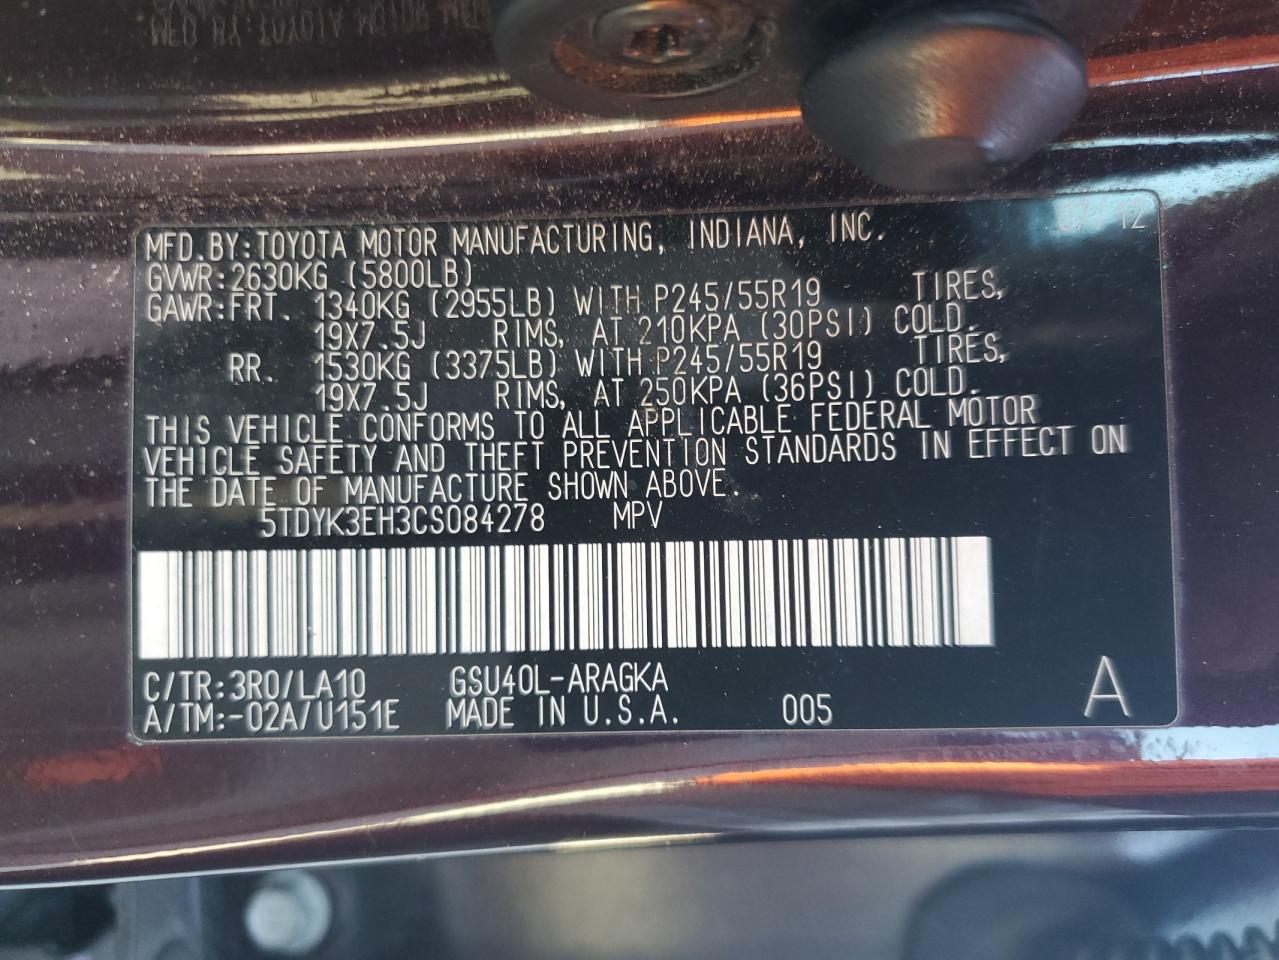 MFD.BY:TOYOTA MOTOR MANUFACTURING, INDIANA, INC. 07/12
GVWR:2630KG (5800LB)
GAWR:FRT. 1340KG (2955LB) WITH P245/55R19 TIRES,
19X7.5J RIMS, AT 210KPA (30PSI) COLD.
RR. 1530KG (3375LB) WITH P245/55R19 TIRES,
19X7.5J RIMS, AT 250KPA (36PSI) COLD.
THIS VEHICLE CONFORMS TO ALL APPLICABLE FEDERAL MOTOR
VEHICLE SAFETY AND THEFT PREVENTION STANDARDS IN EFFECT ON
THE DATE OF MANUFACTURE SHOWN ABOVE.
5TDYK3EH3CS084278 MPV
C/TR:3R0/LA10 GSU40L-ARAGKA
A/TM:-02A/U151E MADE IN U.S.A. 005 A